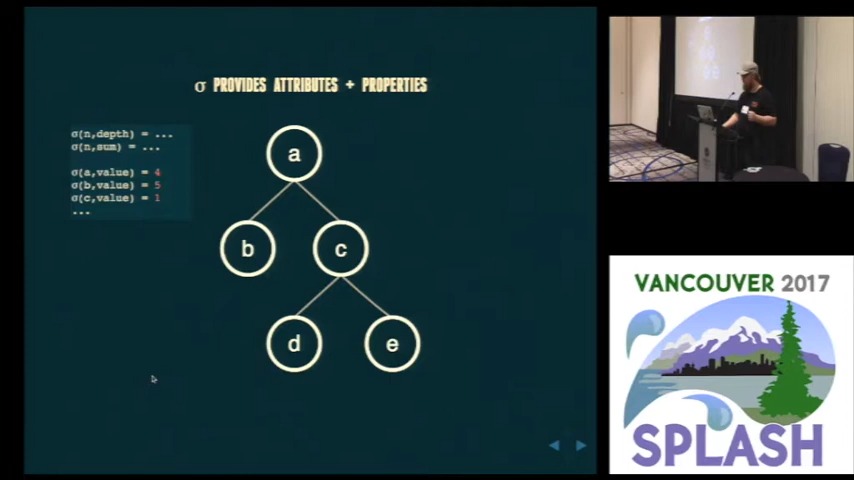 σ PROVIDES ATTRIBUTES + PROPERTIES
σ(n,depth) = ...
σ(n,sum) = ...
σ(a,value) = 4
σ(b,value) = 5
σ(c,value) = 1
...
a
b c
d e
VANCOUVER 2017
SPLASH